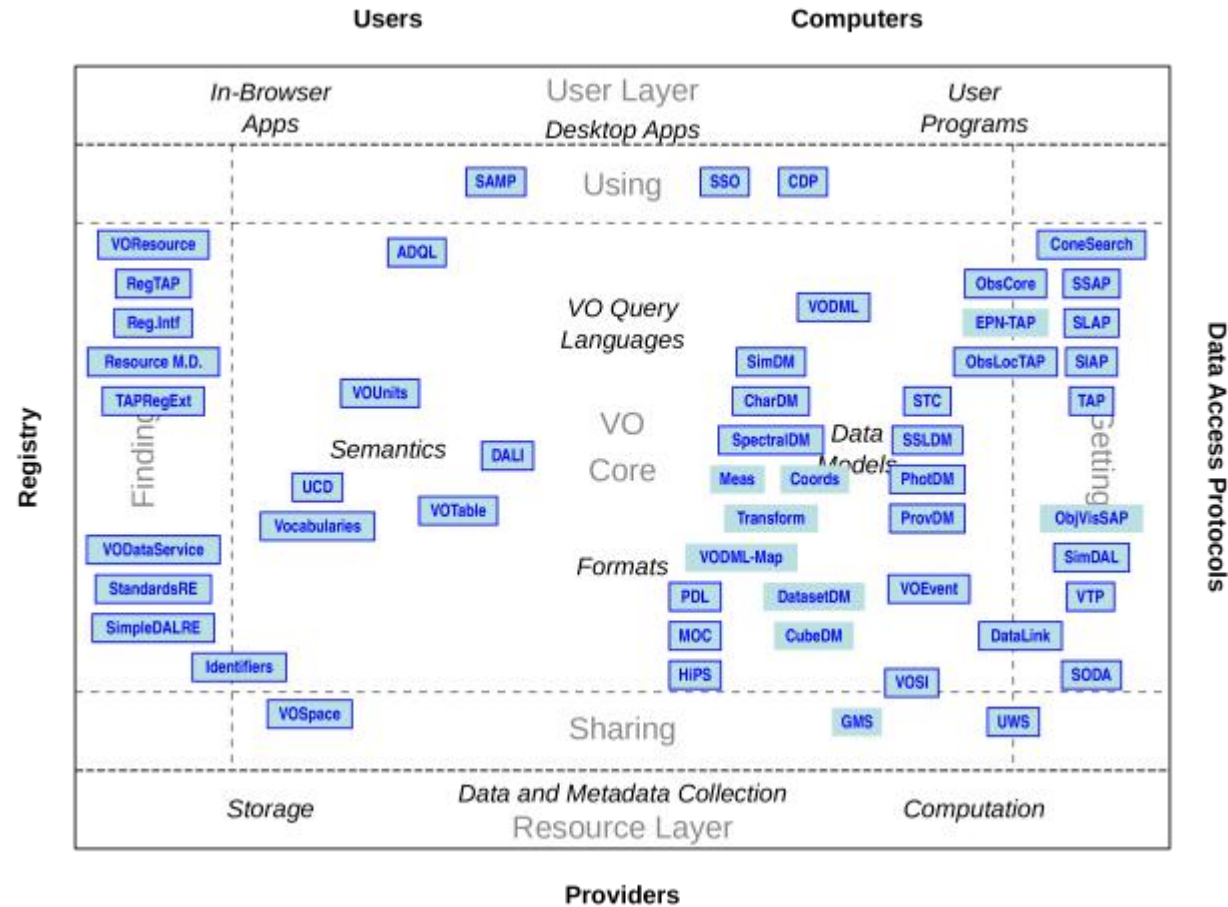 Users
Computers
In-Browser
Apps
User Layer
Desktop Apps
User
Programs
SAMP
Using
SSO
CDP
VOResource
RegTAP
Reg.Intf
Resource M.D.
TAPRegExt
Finding
VODataService
StandardsRE
SimpleDALRE
Identifiers
ADQL
VOUnits
Semantics
DALI
UCD
VOTable
Vocabularies
VO Query
Languages
VO
Core
Formats
VODML
SimDM
CharDM
SpectralDM
Meas
Coords
Transform
VODML-Map
PDL
MOC
HiPS
DatasetDM
CubeDM
Data
Models
STC
SSLDM
PhotDM
ProvDM
VOEvent
VOSI
ObsCore
EPN-TAP
ObsLocTAP
DataLink
ConeSearch
SSAP
SLAP
SIAP
TAP
Getting
ObjVisSAP
SimDAL
VTP
SODA
VOSpace
Sharing
GMS
UWS
Storage
Data and Metadata Collection
Resource Layer
Computation
Registry
Data Access Protocols
Providers